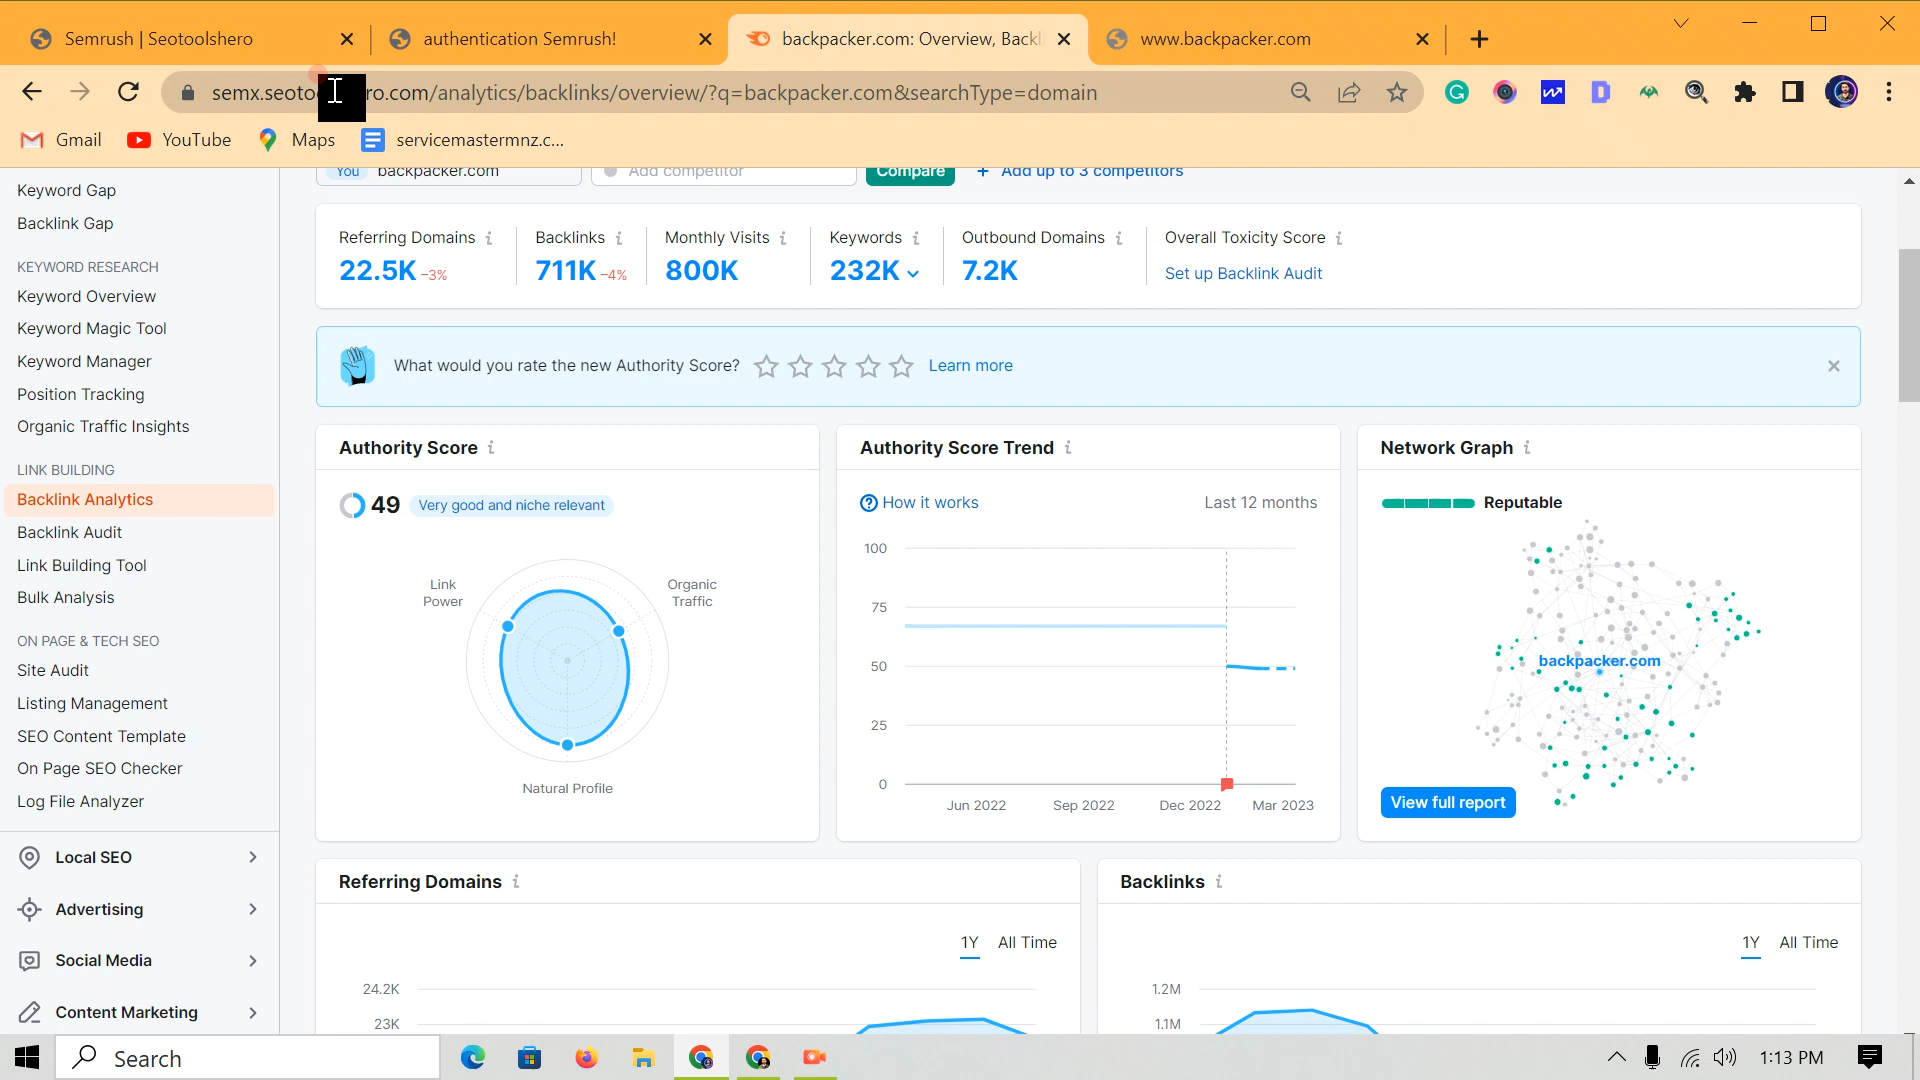 Semrush | Seotoolshero
authentication Semrush!
backpacker.com: Overview, Backl
www.backpacker.com
ro.com/analytics/backlinks/overview/?q=backpacker.com&searchType=domain
Gmail
YouTube
Maps
servicemastermnz.c...
You backpacker.com
Add competitor
Compare
+ Add up to 3 competitors
Keyword Gap
Backlink Gap
KEYWORD RESEARCH
Keyword Overview
Keyword Magic Tool
Keyword Manager
Position Tracking
Organic Traffic Insights
LINK BUILDING
Backlink Analytics
Backlink Audit
Link Building Tool
Bulk Analysis
ON PAGE & TECH SEO
Site Audit
Listing Management
SEO Content Template
On Page SEO Checker
Log File Analyzer
Local SEO
Advertising
Social Media
Content Marketing
Referring Domains i
22.5K -3%
Backlinks i
711K -4%
Monthly Visits i
800K
Keywords i
232K
Outbound Domains i
7.2K
Overall Toxicity Score i
Set up Backlink Audit
What would you rate the new Authority Score?
Learn more
Authority Score i
49 Very good and niche relevant
Link
Power
Organic
Traffic
Natural Profile
Authority Score Trend i
How it works
Last 12 months
100
75
50
25
0
Jun 2022
Sep 2022
Dec 2022
Mar 2023
Network Graph i
Reputable
backpacker.com
View full report
Referring Domains i
1Y All Time
24.2K
23K
Backlinks i
1Y All Time
1.2M
1.1M
Search
1:13 PM